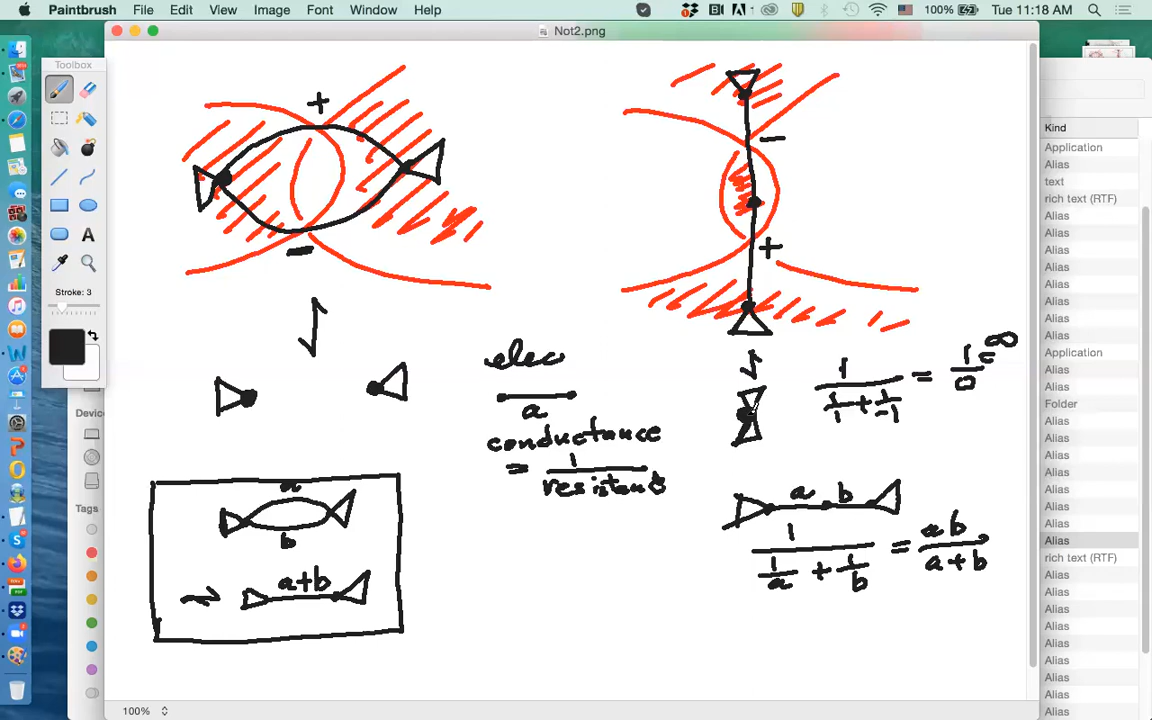 Paintbrush File Edit View Image Font Window Help
100% Tue 11:18 AM
Not2.png
Toolbox
A
Stroke: 3
Device
Tags
Kind
Application
Alias
text
rich text (RTF)
Alias
Alias
Alias
Alias
Alias
Alias
Alias
Application
Alias
Alias
Folder
Alias
Alias
Alias
Alias
Alias
Alias
Alias
Alias
rich text (RTF)
Alias
Alias
Alias
Alias
Alias
Alias
Alias
Alias
+
−
−
+
elec
a
conductance
= 1/resistents
1/(1/1 + 1/-1) = 1/0 = ∞
a
b
a+b
a b
1/(1/a + 1/b) = ab/(a+b)
100%